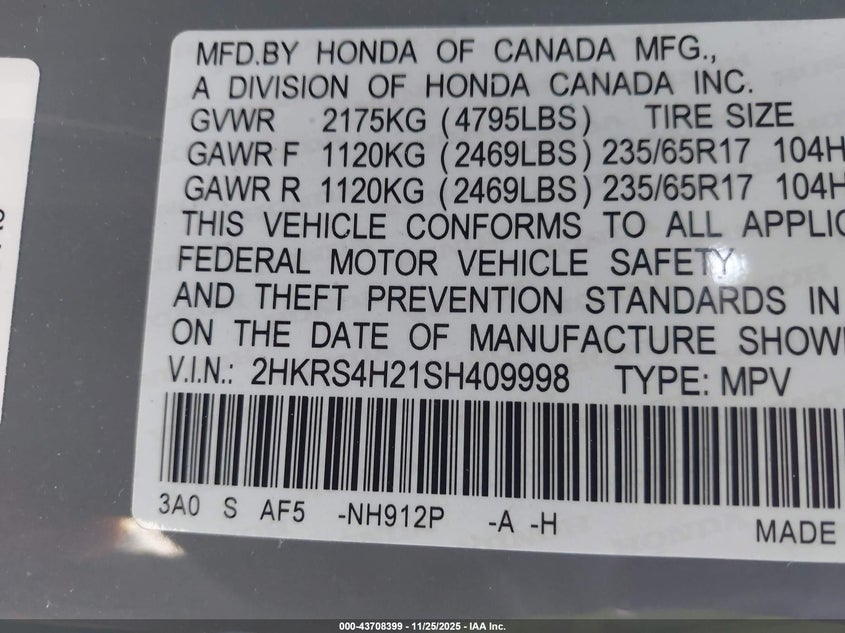 MFD.BY HONDA OF CANADA MFG.,
A DIVISION OF HONDA CANADA INC.
GVWR 2175KG (4795LBS) TIRE SIZE
GAWR F 1120KG (2469LBS) 235/65R17 104H
GAWR R 1120KG (2469LBS) 235/65R17 104H
THIS VEHICLE CONFORMS TO ALL APPLIC
FEDERAL MOTOR VEHICLE SAFETY
AND THEFT PREVENTION STANDARDS IN
ON THE DATE OF MANUFACTURE SHOW
V.I.N.: 2HKRS4H21SH409998 TYPE: MPV
3A0 S AF5 -NH912P -A -H
MADE
000-43708399 - 11/25/2025 - IAA Inc.